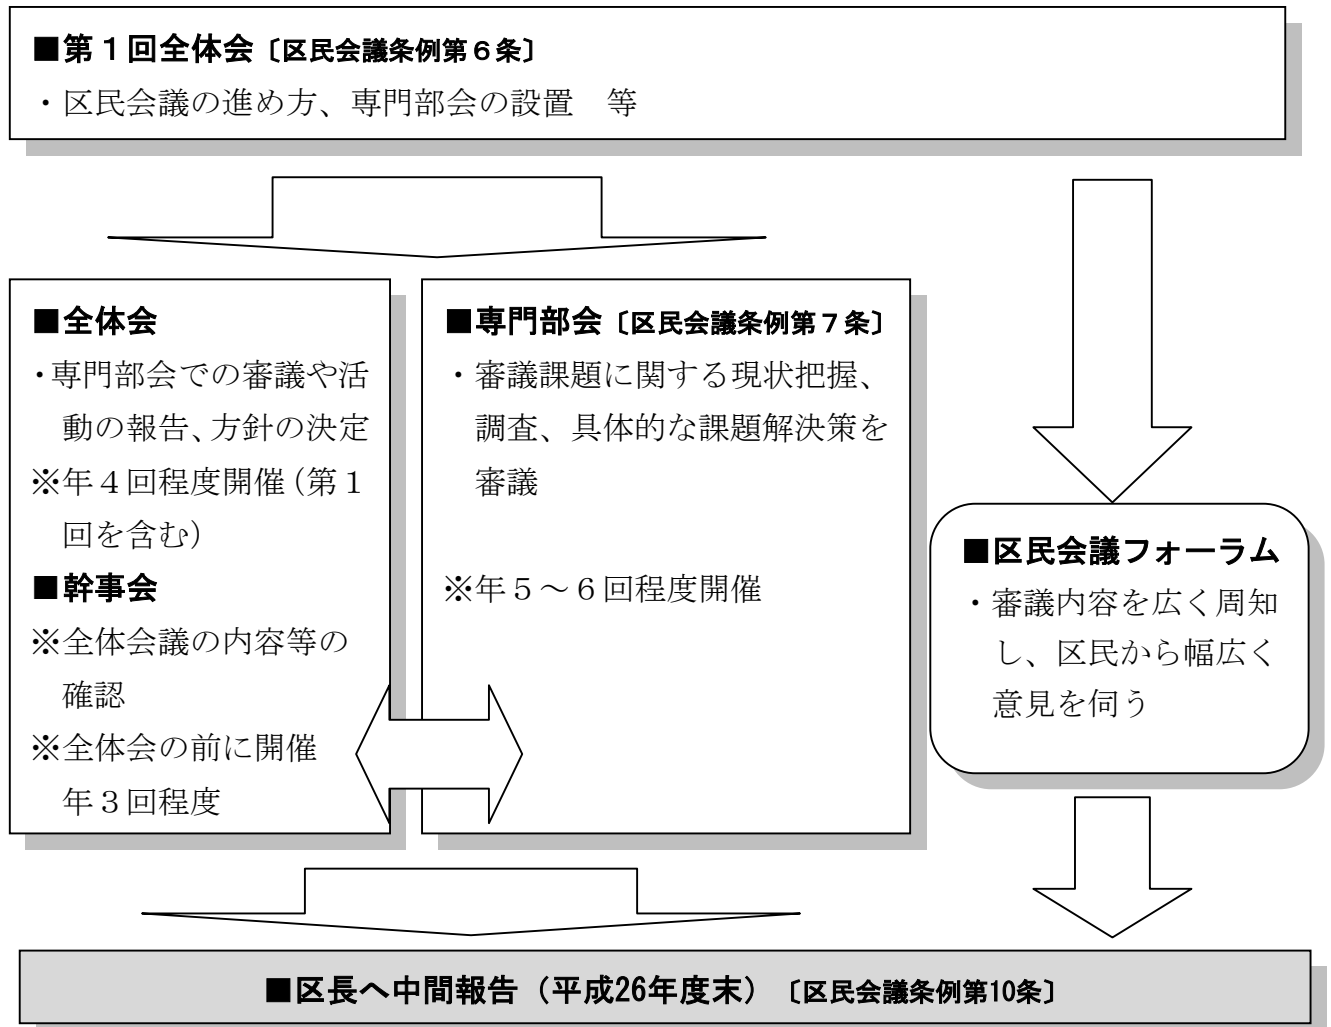 ■第１回全体会〔区民会議条例第６条〕
・区民会議の進め方、専門部会の設置　等
■全体会
・専門部会での審議や活
動の報告、方針の決定
※年４回程度開催（第１
回を含む）
■幹事会
※全体会議の内容等の
確認
※全体会の前に開催
年３回程度
■専門部会〔区民会議条例第７条〕
・審議課題に関する現状把握、
調査、具体的な課題解決策を
審議
※年５～６回程度開催
■区民会議フォーラム
・審議内容を広く周知
し、区民から幅広く
意見を伺う
■区長へ中間報告（平成26年度末）〔区民会議条例第10条〕